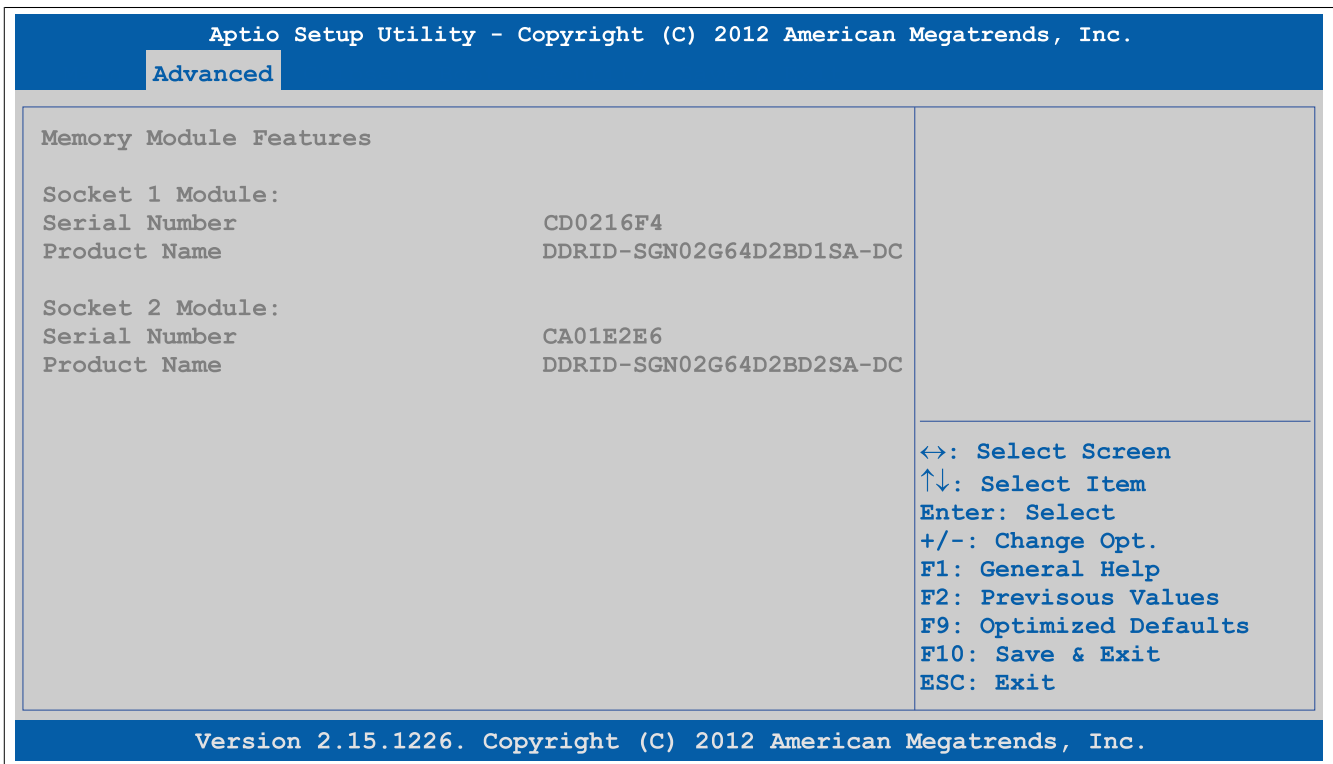 Aptio Setup Utility - Copyright (C) 2012 American Megatrends, Inc.
Advanced
Memory Module Features
Socket 1 Module:
Serial Number CD0216F4
Product Name DDRID-SGN02G64D2BD1SA-DC
Socket 2 Module:
Serial Number CA01E2E6
Product Name DDRID-SGN02G64D2BD2SA-DC
↔: Select Screen
↑↓: Select Item
Enter: Select
+/-: Change Opt.
F1: General Help
F2: Previsous Values
F9: Optimized Defaults
F10: Save & Exit
ESC: Exit
Version 2.15.1226. Copyright (C) 2012 American Megatrends, Inc.